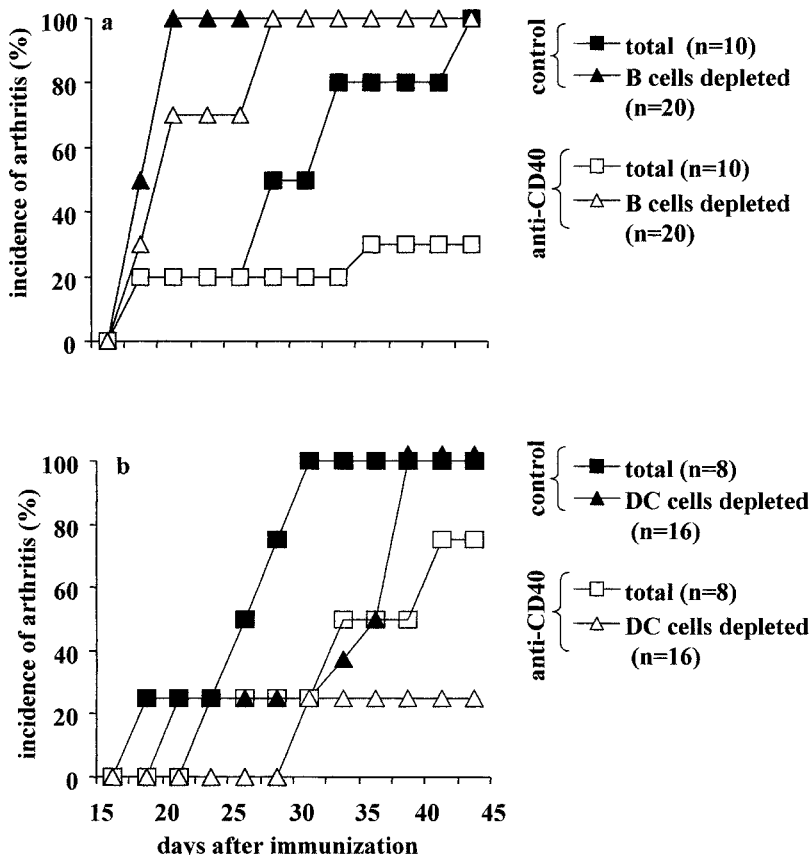 a
100
80
60
40
20
0
incidence of arthritis (%)
control
total (n=10)
B cells depleted
(n=20)
anti-CD40
total (n=10)
B cells depleted
(n=20)
b
100
80
60
40
20
0
incidence of arthritis (%)
15 20 25 30 31 35 40 45
days after immunization
control
total (n=8)
DC cells depleted
(n=16)
anti-CD40
total (n=8)
DC cells depleted
(n=16)